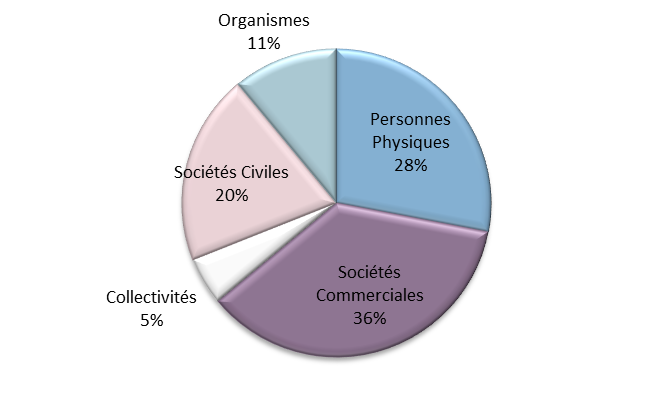 Organismes
11%
Personnes
Physiques
28%
Sociétés Civiles
20%
Sociétés
Commerciales
36%
Collectivités
5%